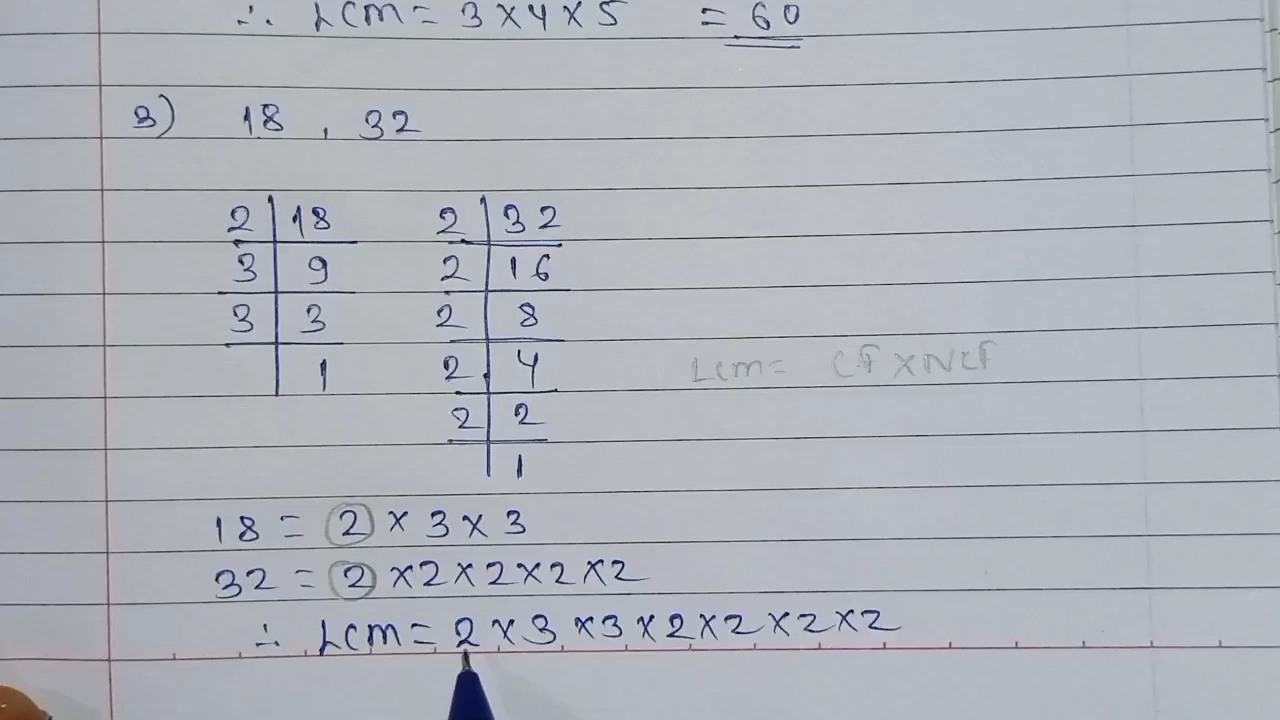 ∴ LCM = 3 × 4 × 5 = 60
3) 18 , 32
2 | 18 2 | 32
3 | 9 2 | 16
3 | 3 2 | 8
| 1 2 | 4
2 | 2
| 1
Lcm = CF × NCF
18 = 2 × 3 × 3
32 = 2 × 2 × 2 × 2 × 2
∴ LCM = 2 × 3 × 3 × 2 × 2 × 2 × 2